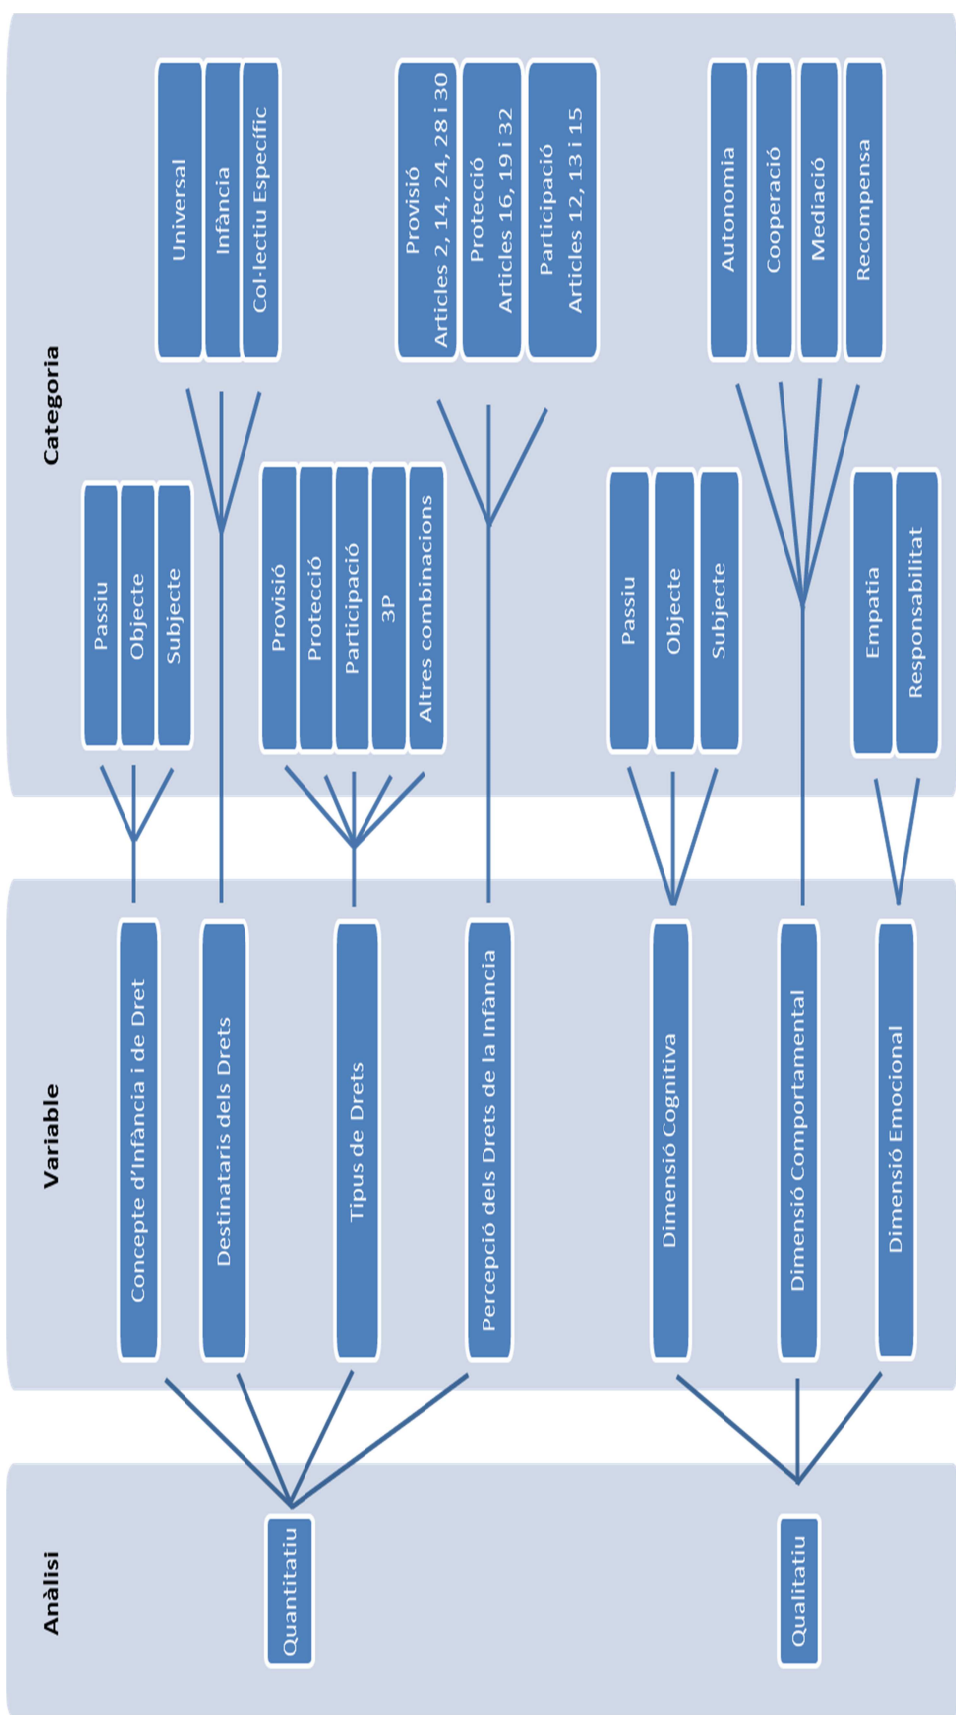 Anàlisi
Variable
Categoria
Quantitatiu
Concepte d’Infància i de Dret
Passiu
Objecte
Subjecte
Destinataris dels Drets
Universal
Infància
Col·lectiu Específic
Tipus de Drets
Provisió
Protecció
Participació
3P
Altres combinacions
Percepció dels Drets de la Infància
Provisió
Articles 2, 14, 24, 28 i 30
Protecció
Articles 16, 19 i 32
Participació
Articles 12, 13 i 15
Qualitatiu
Dimensió Cognitiva
Passiu
Objecte
Subjecte
Dimensió Comportamental
Autonomia
Cooperació
Mediació
Recompensa
Dimensió Emocional
Empatia
Responsabilitat